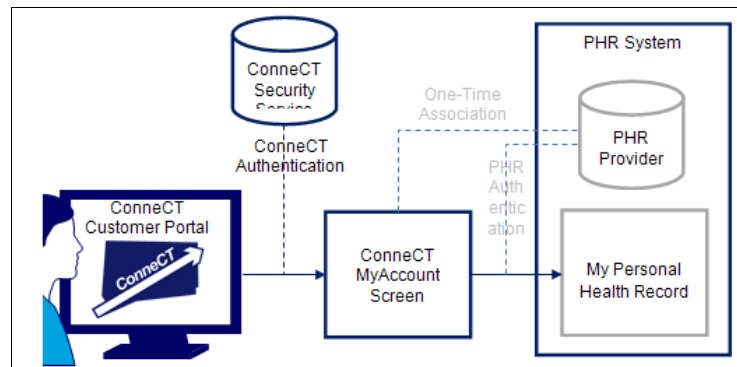 PHR System
ConneCT
Security
Service
One-Time
Association
PHR
Provider
ConneCT
Authentication
PHR
Auth
entic
ation
ConneCT
Customer Portal
ConneCT
ConneCT
MyAccount
Screen
My Personal
Health Record